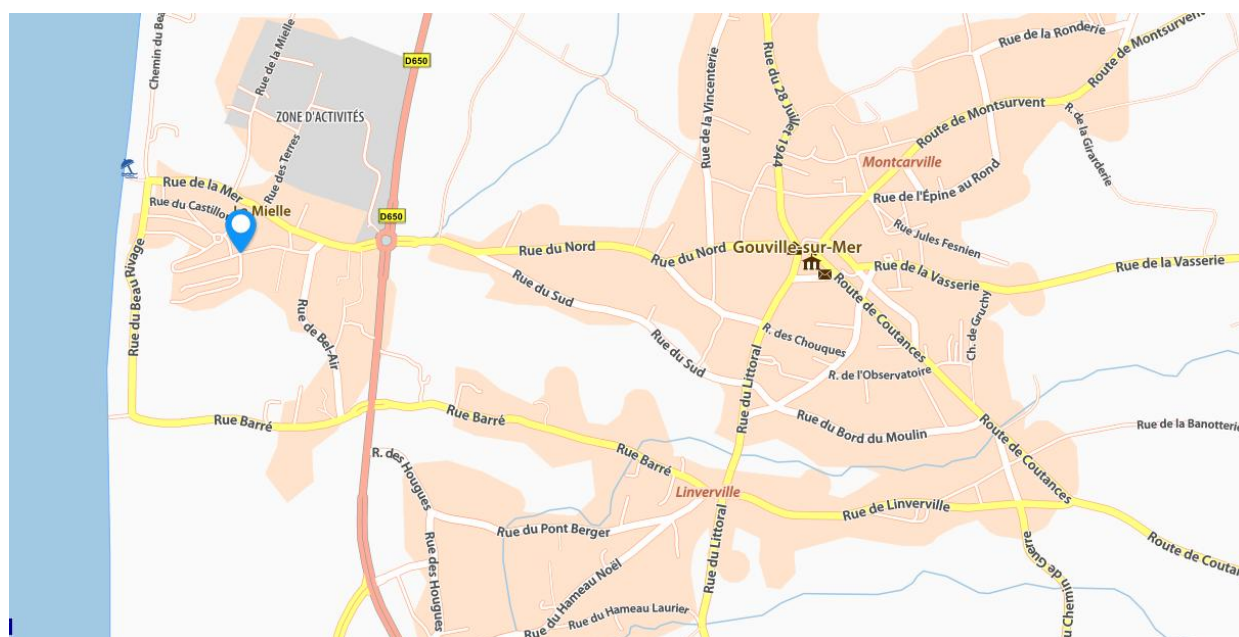 Chemin du Beau
Rue de la Mielle
D650
ZONE D'ACTIVITÉS
Rue des Terres
Rue de la Mer
Rue du Castillon
La Mielle
D650
Rue du Beau Rivage
Rue de Bel-Air
Rue Barré
Rue de la Vincenterie
Rue du 28 Juillet 1944
Rue de la Ronderie
Route de Montsurvent
Route de Montsurvent
R. de la Girarderie
Montcarville
Rue de l'Épine au Rond
Rue Jules Fesnien
Rue du Nord
Rue du Nord
Gouville-sur-Mer
Rue de la Vasserie
Rue de la Vasserie
Rue du Sud
Rue du Sud
R. des Chouques
R. de l'Observatoire
Ch. de Gruchy
Route de Coutances
Rue du Littoral
Rue du Bord du Moulin
Route de Coutances
Rue de la Banotterie
Rue Barré
Rue Barré
Linverville
Rue de Linverville
R. des Hougues
Rue des Hougues
Rue du Pont Berger
Rue du Hameau Noël
Rue du Hameau Laurier
Rue du Littoral
u Chemin de Guerre
Route de Coutan